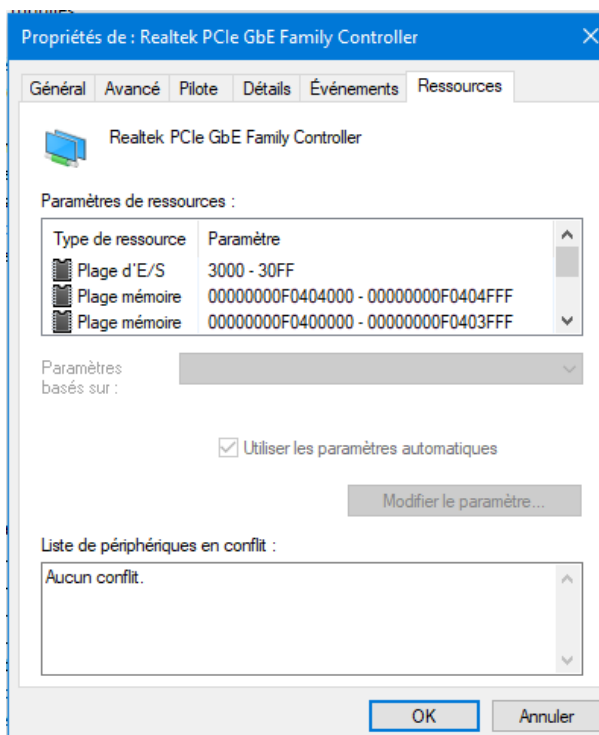 Propriétés de : Realtek PCIe GbE Family Controller
Général Avancé Pilote Détails Événements Ressources
Realtek PCIe GbE Family Controller
Paramètres de ressources :
Type de ressource Paramètre
Plage d'E/S 3000 - 30FF
Plage mémoire 00000000F0404000 - 00000000F0404FFF
Plage mémoire 00000000F0400000 - 00000000F0403FFF
Paramètres
basés sur :
Utiliser les paramètres automatiques
Modifier le paramètre...
Liste de périphériques en conflit :
Aucun conflit.
OK Annuler